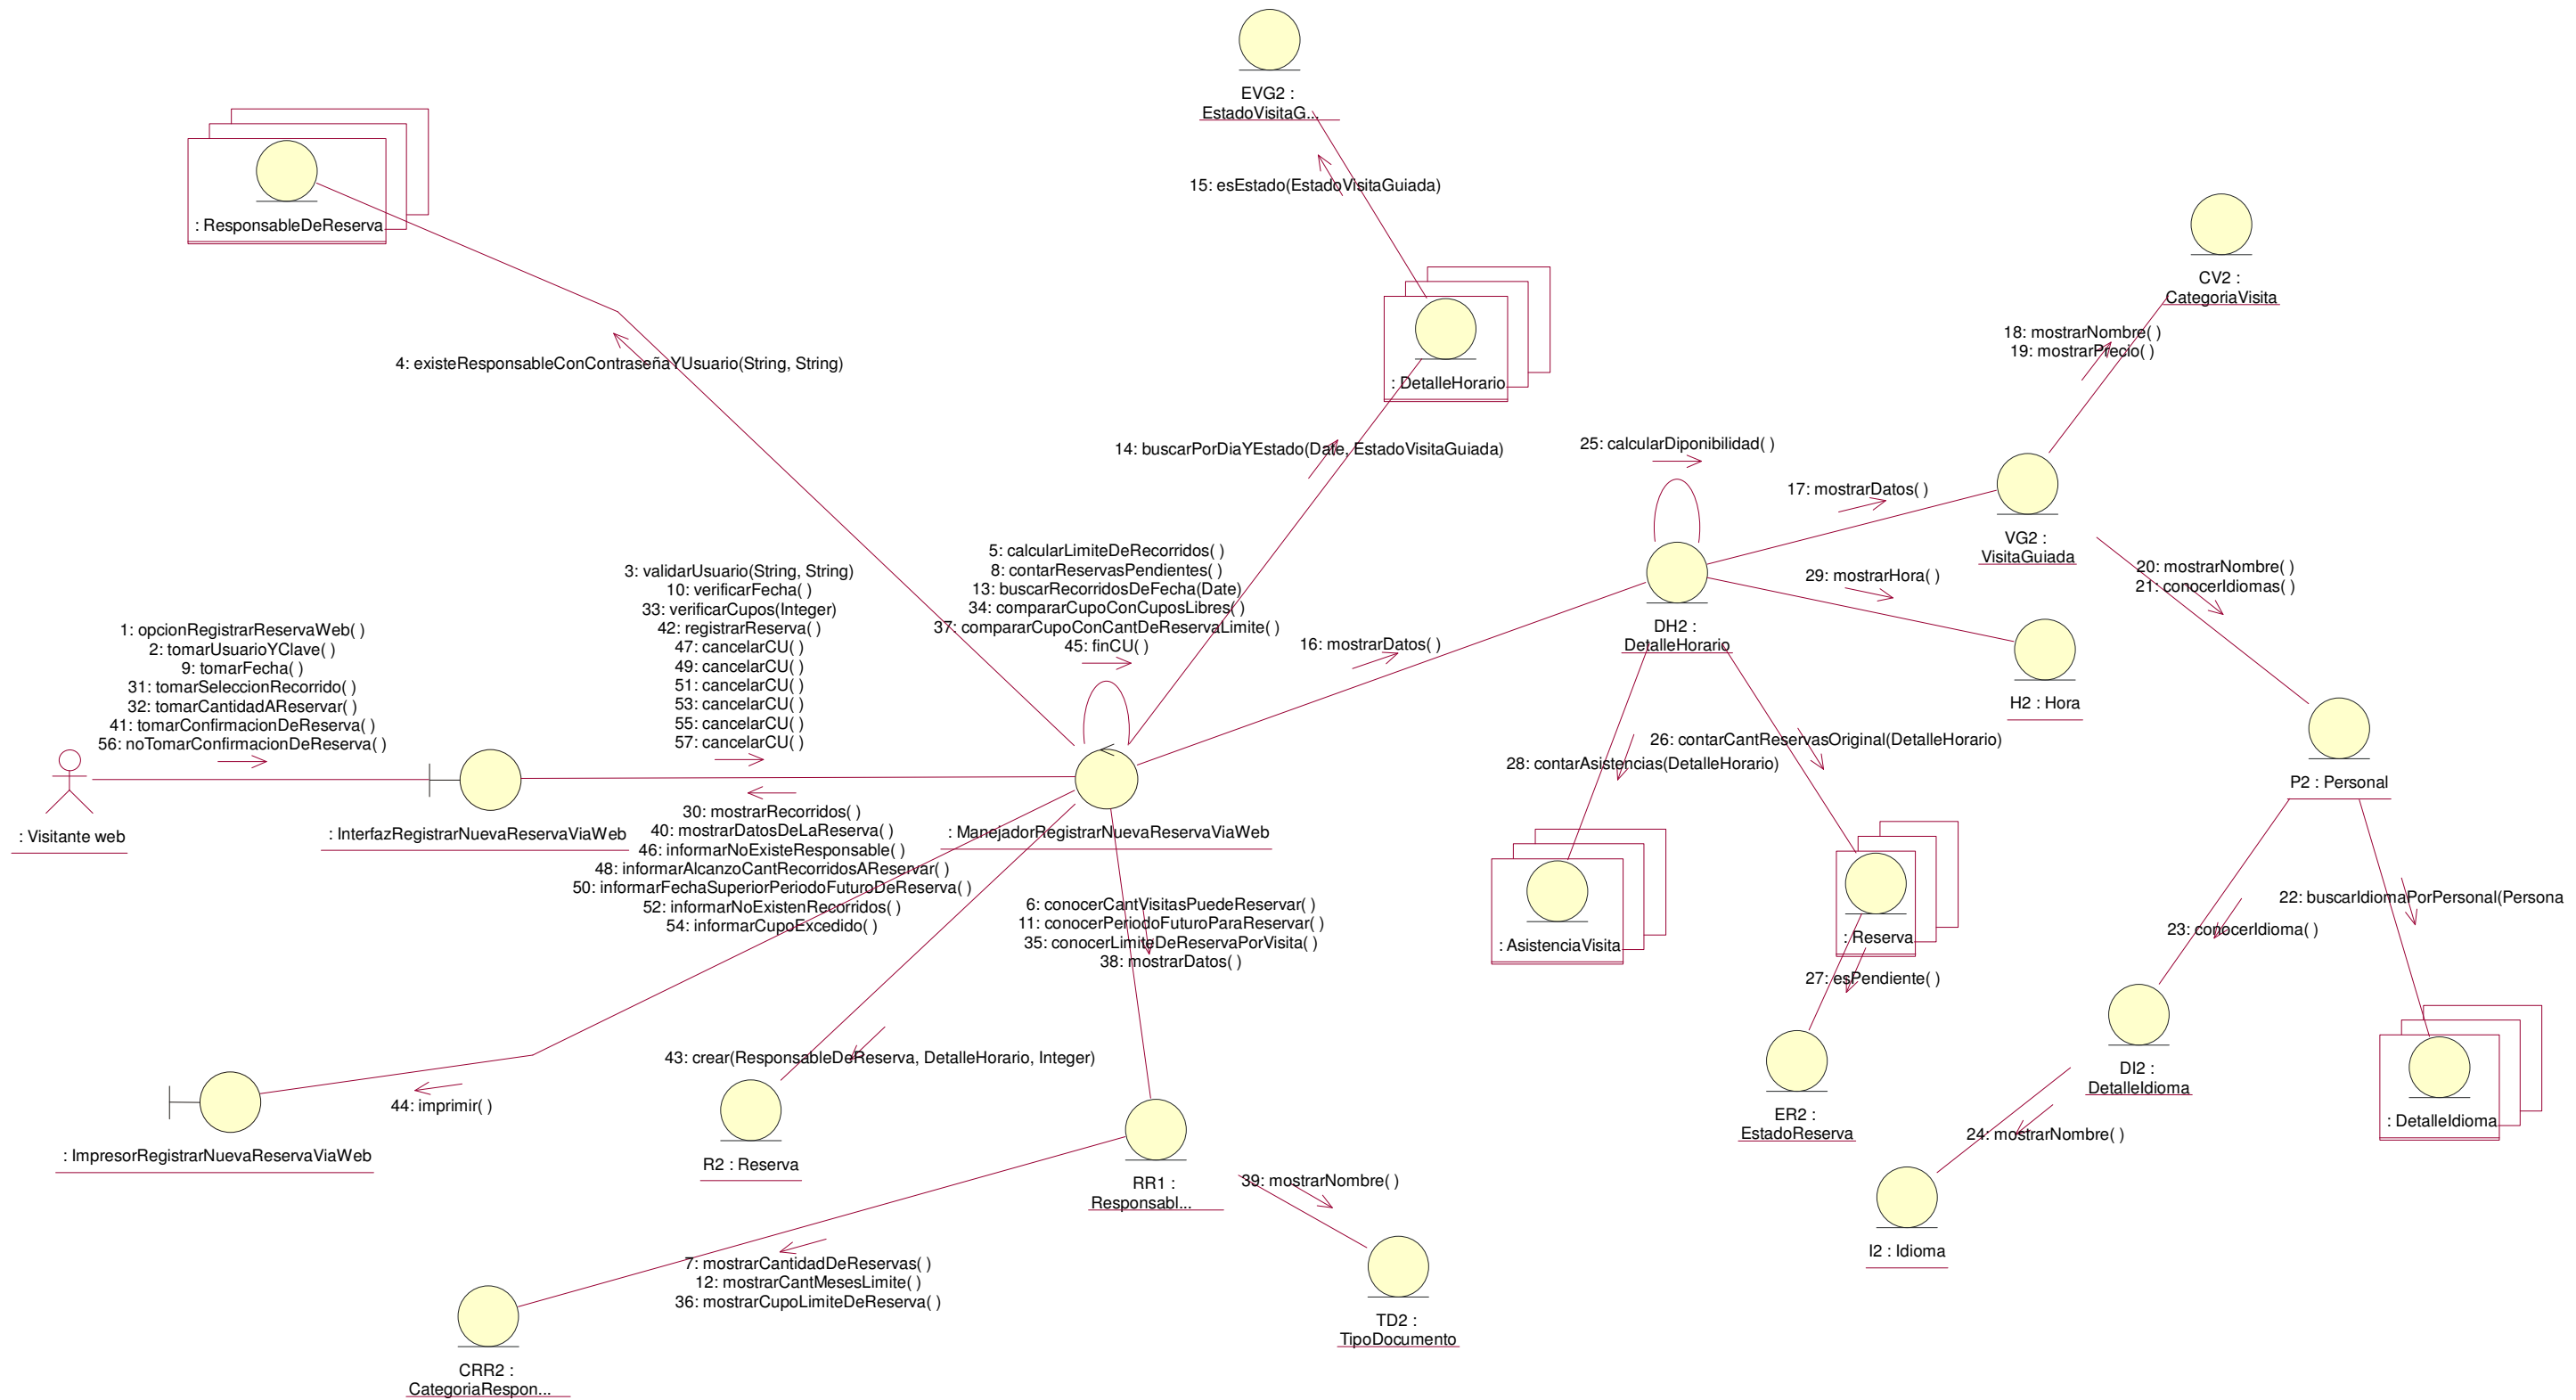 EVG2 :
EstadoVisitaG...
: ResponsableDeReserva
15: esEstado(EstadoVisitaGuiada)
CV2 :
CategoriaVisita
18: mostrarNombre( )
19: mostrarPrecio( )
4: existeResponsableConContraseñaYUsuario(String, String)
: DetalleHorario
14: buscarPorDiaYEstado(Date, EstadoVisitaGuiada)
25: calcularDiponibilidad( )
17: mostrarDatos( )
VG2 :
VisitaGuiada
5: calcularLimiteDeRecorridos( )
8: contarReservasPendientes( )
13: buscarRecorridosDeFecha(Date)
34: compararCupoConCuposLibres( )
37: compararCupoConCantDeReservaLimite( )
45: finCU( )
3: validarUsuario(String, String)
10: verificarFecha( )
33: verificarCupos(Integer)
42: registrarReserva( )
47: cancelarCU( )
49: cancelarCU( )
51: cancelarCU( )
53: cancelarCU( )
55: cancelarCU( )
57: cancelarCU( )
1: opcionRegistrarReservaWeb( )
2: tomarUsuarioYClave( )
9: tomarFecha( )
31: tomarSeleccionRecorrido( )
32: tomarCantidadAReservar( )
41: tomarConfirmacionDeReserva( )
56: noTomarConfirmacionDeReserva( )
16: mostrarDatos( )
DH2 :
DetalleHorario
29: mostrarHora( )
20: mostrarNombre( )
21: conocerIdiomas( )
H2 : Hora
26: contarCantReservasOriginal(DetalleHorario)
28: contarAsistencias(DetalleHorario)
P2 : Personal
: Visitante web
: InterfazRegistrarNuevaReservaViaWeb
: ManejadorRegistrarNuevaReservaViaWeb
30: mostrarRecorridos( )
40: mostrarDatosDeLaReserva( )
46: informarNoExisteResponsable( )
48: informarAlcanzoCantRecorridosAReservar( )
50: informarFechaSuperiorPeriodoFuturoDeReserva( )
52: informarNoExistenRecorridos( )
54: informarCupoExcedido( )
6: conocerCantVisitasPuedeReservar( )
11: conocerPeriodoFuturoParaReservar( )
35: conocerLimiteDeReservaPorVisita( )
38: mostrarDatos( )
: AsistenciaVisita
: Reserva
27: esPendiente( )
22: buscarIdiomaPorPersonal(Persona
23: conocerIdioma( )
43: crear(ResponsableDeReserva, DetalleHorario, Integer)
44: imprimir( )
: ImpresorRegistrarNuevaReservaViaWeb
R2 : Reserva
RR1 :
Responsabl...
39: mostrarNombre( )
ER2 :
EstadoReserva
DI2 :
DetalleIdioma
: DetalleIdioma
24: mostrarNombre( )
I2 : Idioma
7: mostrarCantidadDeReservas( )
12: mostrarCantMesesLimite( )
36: mostrarCupoLimiteDeReserva( )
TD2 :
TipoDocumento
CRR2 :
CategoriaRespon...